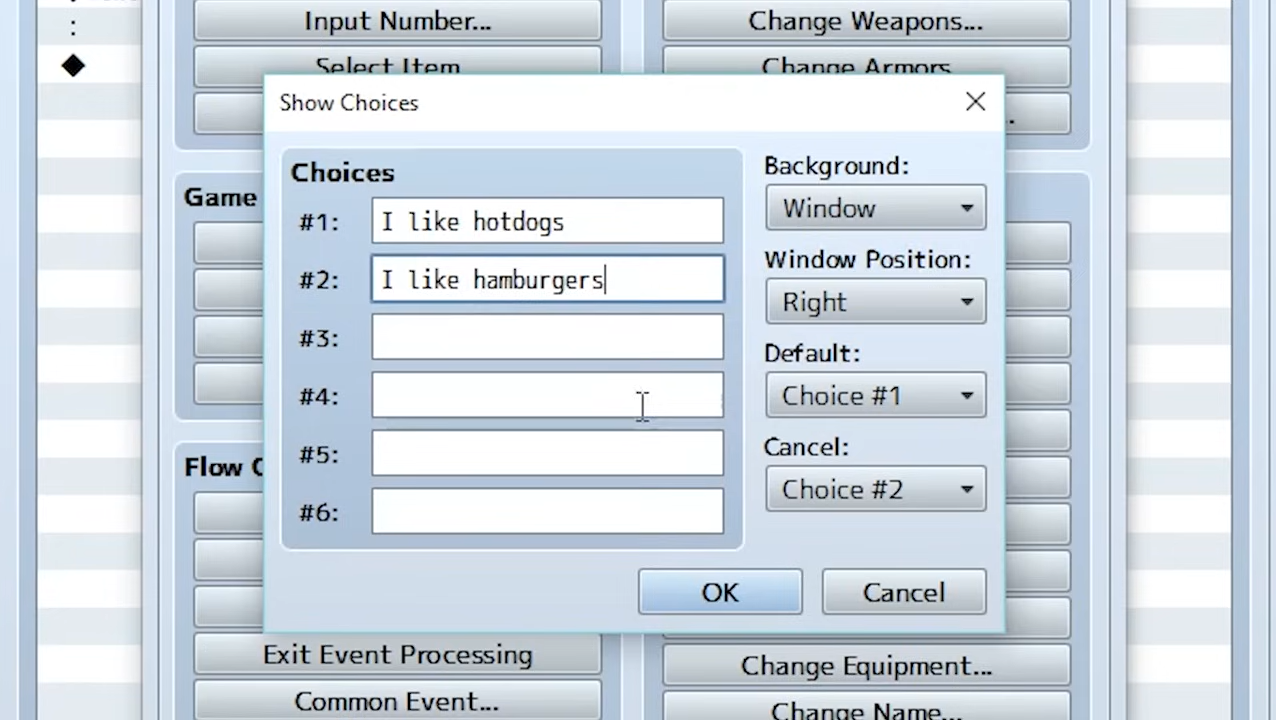 Input Number...
Change Weapons...
Select Item
Change Armors
Show Choices
Choices
#1:
I like hotdogs
#2:
I like hamburgers
#3:
#4:
#5:
#6:
Background:
Window
Window Position:
Right
Default:
Choice #1
Cancel:
Choice #2
OK
Cancel
Game
Flow C
Exit Event Processing
Change Equipment...
Common Event...
Change Name...